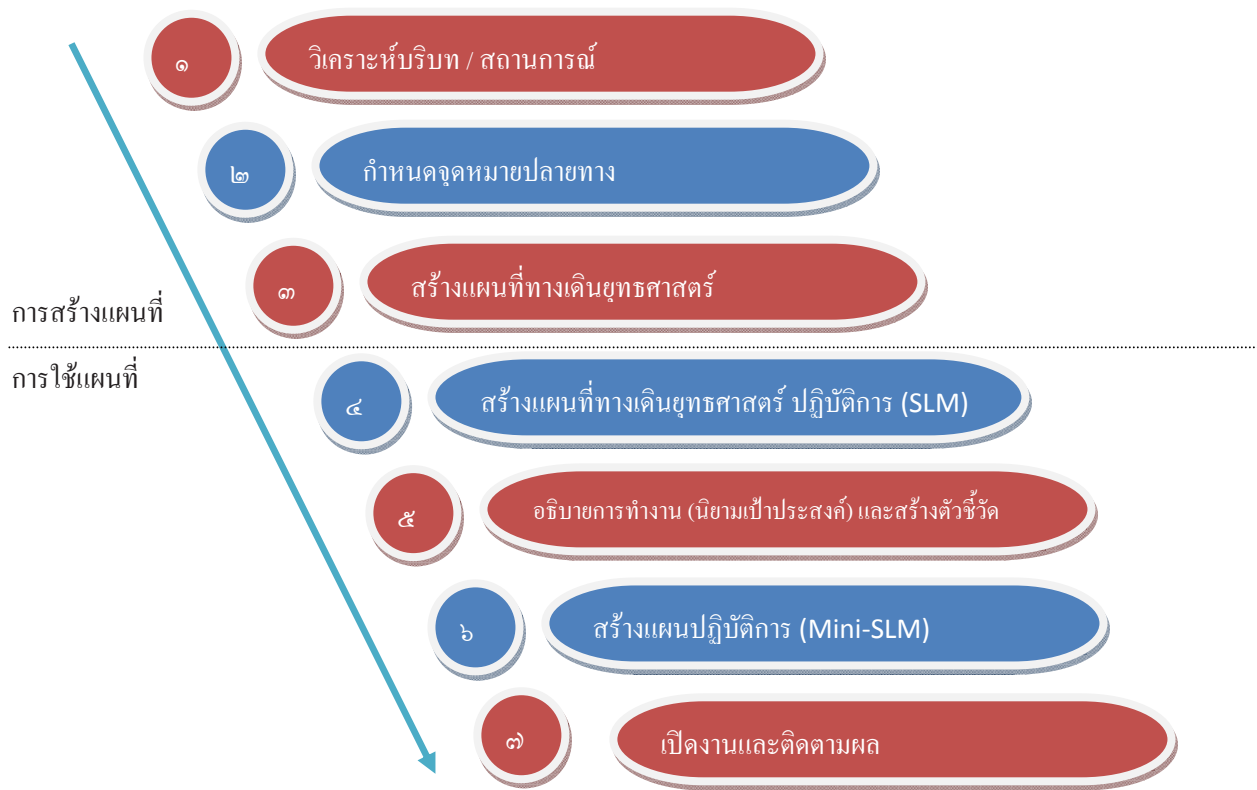 ๑ วิเคราะห์บริบท / สถานการณ์
๒ กำหนดจุดหมายปลายทาง
๓ สร้างแผนที่ทางเดินยุทธศาสตร์
การสร้างแผนที่
การใช้แผนที่
๔ สร้างแผนที่ทางเดินยุทธศาสตร์ ปฏิบัติการ (SLM)
๕ อธิบายการทำงาน (นิยามเป้าประสงค์) และสร้างตัวชี้วัด
๖ สร้างแผนปฏิบัติการ (Mini-SLM)
๗ เปิดงานและติดตามผล